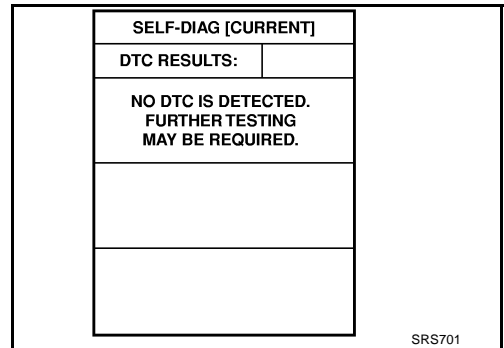 SELF-DIAG [CURRENT]
DTC RESULTS:
NO DTC IS DETECTED.
FURTHER TESTING
MAY BE REQUIRED.
SRS701